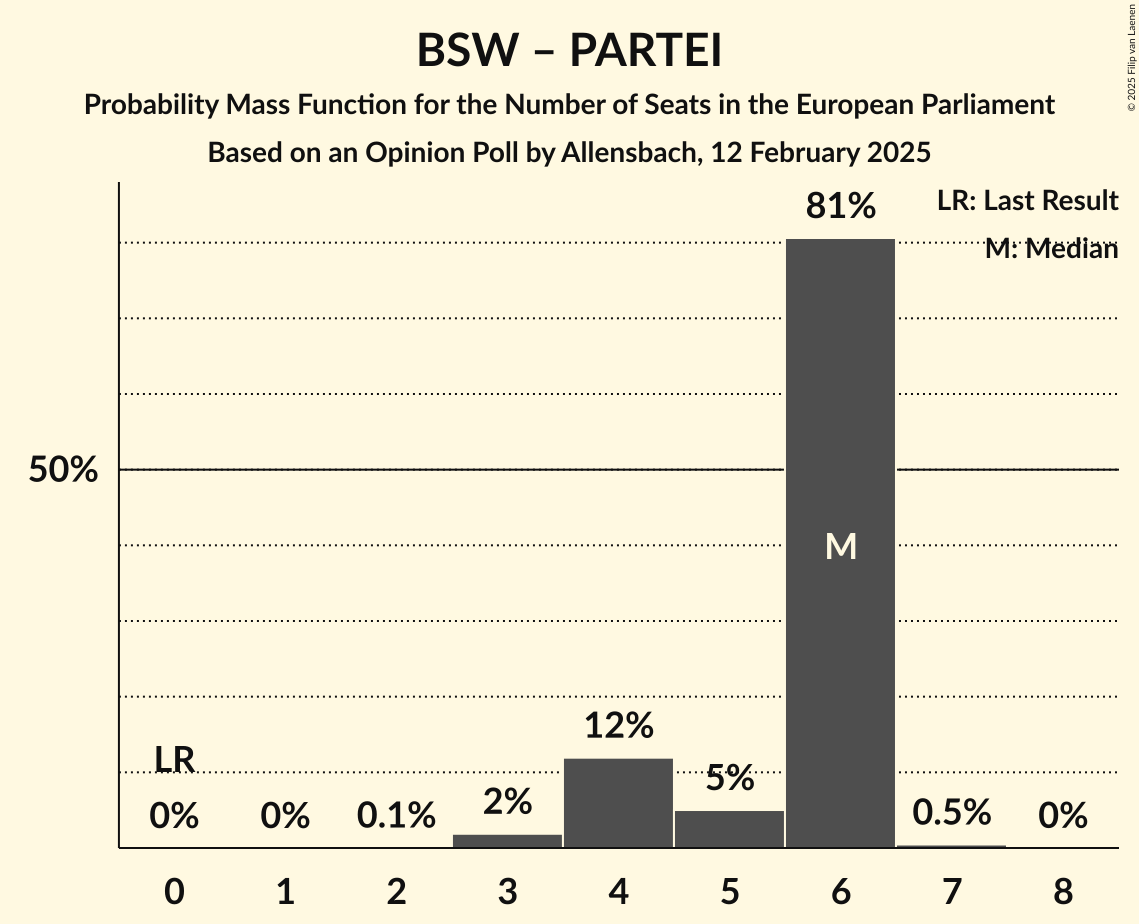 BSW – PARTEI
Probability Mass Function for the Number of Seats in the European Parliament
Based on an Opinion Poll by Allensbach, 12 February 2025
© 2025 Filip van Laenen
LR: Last Result
M: Median
81%
50%
M
12%
LR
5%
2%
0%
0%
0.1%
0.5%
0%
0 1 2 3 4 5 6 7 8